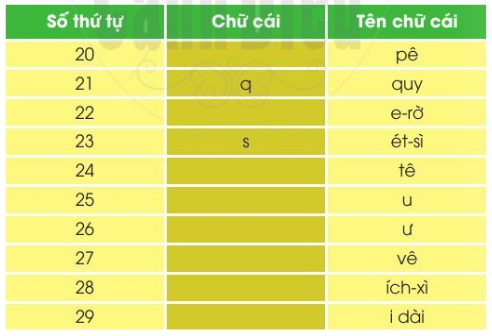 Số thứ tự Chữ cái Tên chữ cái
20 pê
21 q quy
22 e-rờ
23 s ét-sì
24 tê
25 u
26 ư
27 vê
28 ích-xì
29 i dài